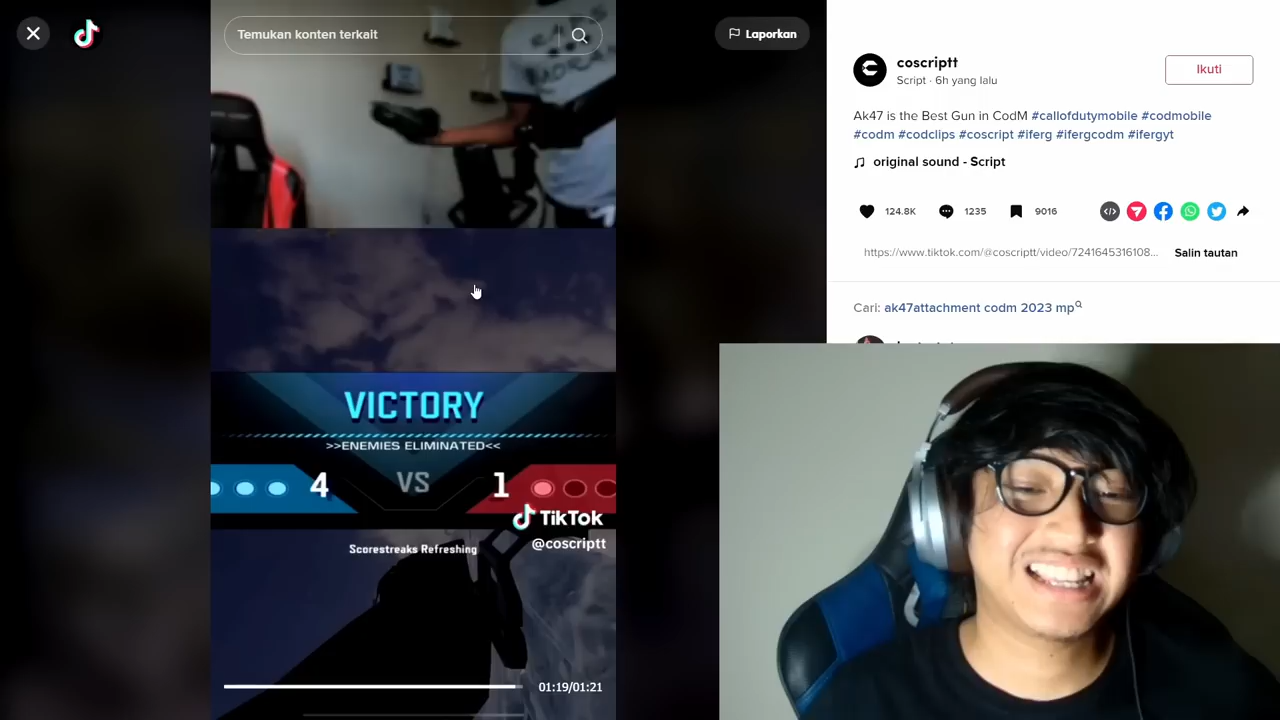 Temukan konten terkait
Laporkan
VICTORY
>>ENEMIES ELIMINATED<<
4 VS 1
TikTok
@coscriptt
Scorestreaks Refreshing
01:19/01:21
coscriptt
Script · 6h yang lalu
Ikuti
Ak47 is the Best Gun in CodM #callofdutymobile #codmobile
#codm #codclips #coscript #iferg #ifergcodm #ifergyt
original sound - Script
124.8K
1235
9016
https://www.tiktok.com/@coscriptt/video/7241645316108...
Salin tautan
Cari: ak47attachment codm 2023 mp